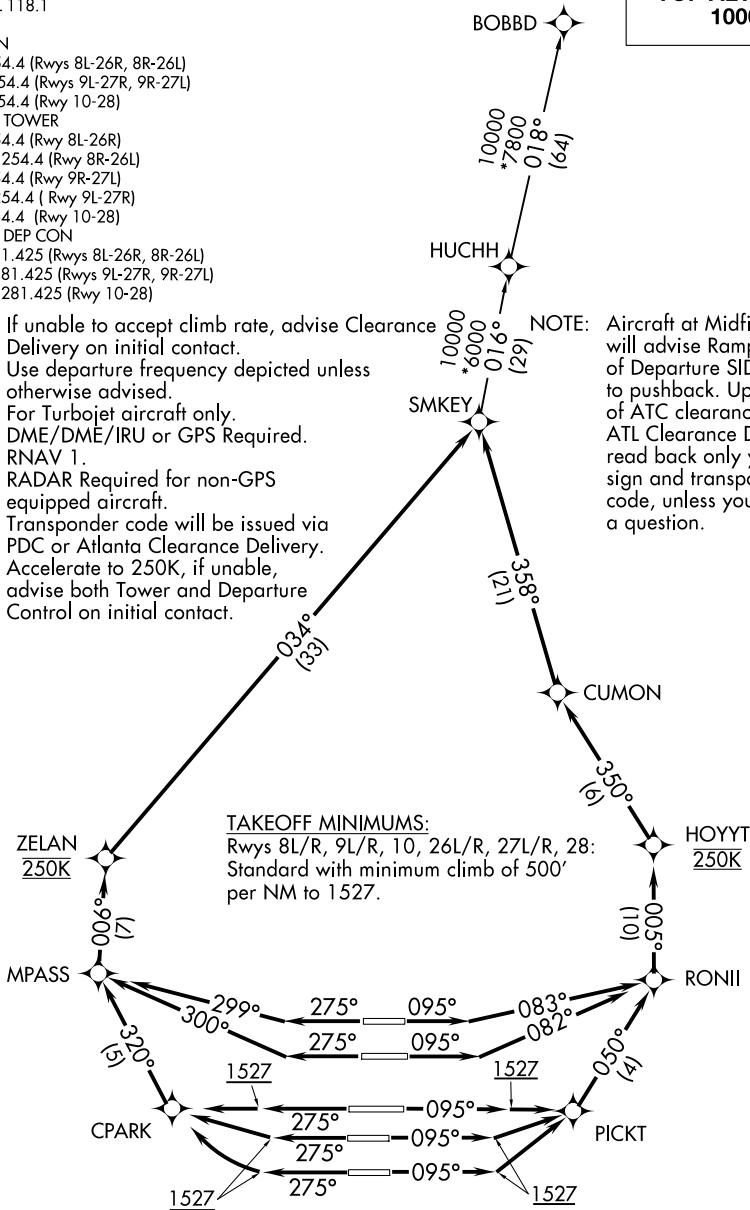 118.1
4.4 (Rwys 8L-26R, 8R-26L)
54.4 (Rwys 9L-27R, 9R-27L)
54.4 (Rwy 10-28)
TOWER
4.4 (Rwy 8L-26R)
254.4 (Rwy 8R-26L)
4.4 (Rwy 9R-27L)
54.4 ( Rwy 9L-27R)
4.4 (Rwy 10-28)
DEP CON
1.425 (Rwys 8L-26R, 8R-26L)
81.425 (Rwys 9L-27R, 9R-27L)
281.425 (Rwy 10-28)
1000
BOBBD
10000
*7800
018°
(64)
HUCHH
10000
*6000
016°
(29)
SMKEY
If unable to accept climb rate, advise Clearance
Delivery on initial contact.
Use departure frequency depicted unless
otherwise advised.
For Turbojet aircraft only.
DME/DME/IRU or GPS Required.
RNAV 1.
RADAR Required for non-GPS
equipped aircraft.
Transponder code will be issued via
PDC or Atlanta Clearance Delivery.
Accelerate to 250K, if unable,
advise both Tower and Departure
Control on initial contact.
NOTE: Aircraft at Midfi
will advise Ramp
of Departure SID
to pushback. Up
of ATC clearanc
ATL Clearance D
read back only y
sign and transpo
code, unless you
a question.
034°
(33)
358°
(21)
CUMON
350°
(6)
HOYYT
250K
ZELAN
250K
TAKEOFF MINIMUMS:
Rwys 8L/R, 9L/R, 10, 26L/R, 27L/R, 28:
Standard with minimum climb of 500'
per NM to 1527.
006°
(7)
005°
(10)
MPASS
RONII
299°
275°
095°
083°
300°
275°
095°
082°
320°
(5)
050°
(4)
1527
1527
CPARK
275°
095°
PICKT
275°
095°
275°
095°
1527
1527